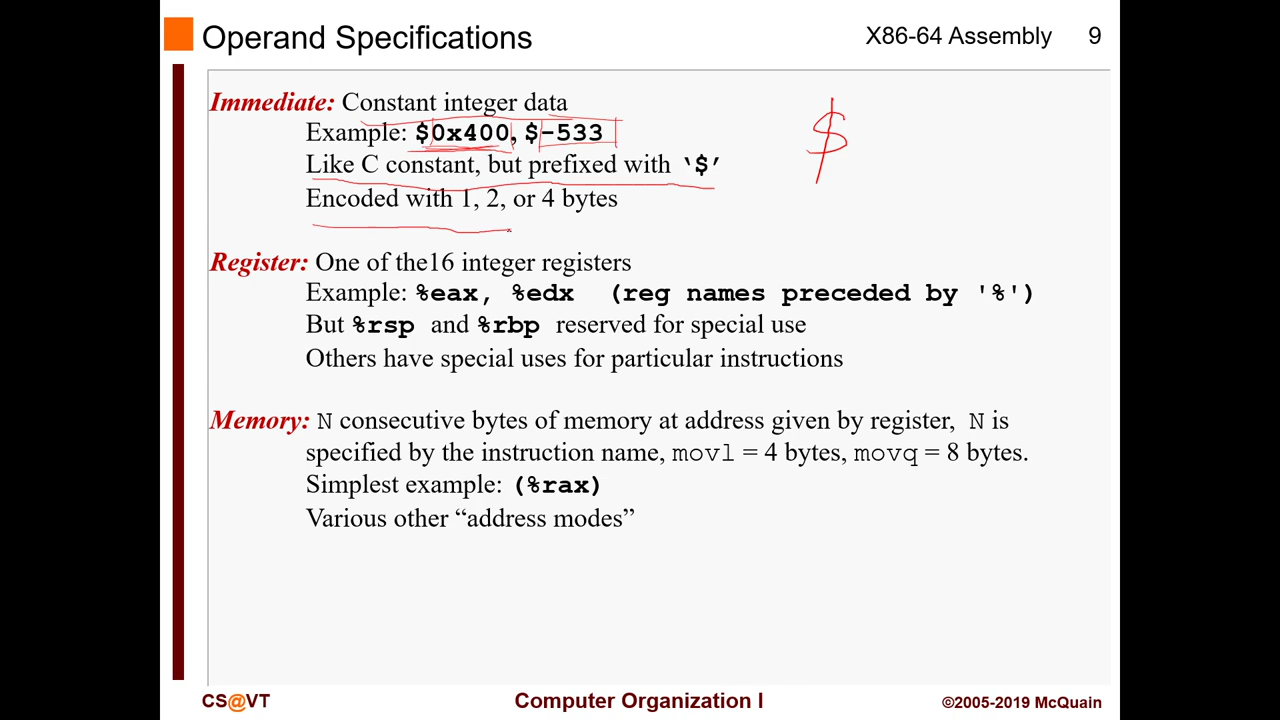 Operand Specifications
X86-64 Assembly 9
Immediate: Constant integer data
Example: $0x400, $-533
$
Like C constant, but prefixed with ‘$’
Encoded with 1, 2, or 4 bytes
Register: One of the16 integer registers
Example: %eax, %edx (reg names preceded by '%')
But %rsp and %rbp reserved for special use
Others have special uses for particular instructions
Memory: N consecutive bytes of memory at address given by register, N is
specified by the instruction name, movl = 4 bytes, movq = 8 bytes.
Simplest example: (%rax)
Various other “address modes”
CS@VT
Computer Organization I
©2005-2019 McQuain